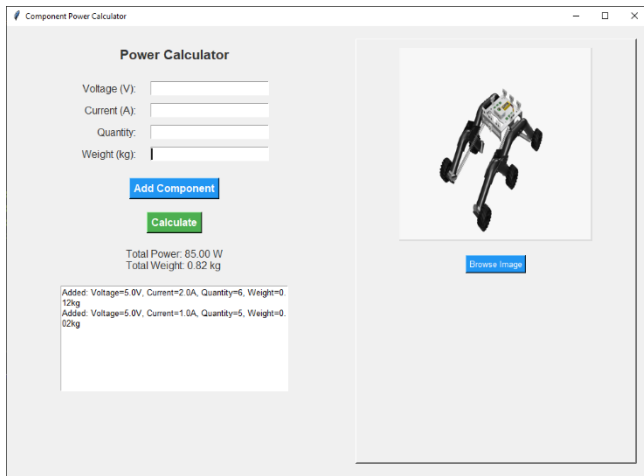 Component Power Calculator
Power Calculator
Voltage (V):
Current (A):
Quantity:
Weight (kg):
Add Component
Calculate
Total Power: 85.00 W
Total Weight: 0.82 kg
Added: Voltage=5.0V, Current=2.0A, Quantity=6, Weight=0.
12kg
Added: Voltage=5.0V, Current=1.0A, Quantity=5, Weight=0.
02kg
Browse Image